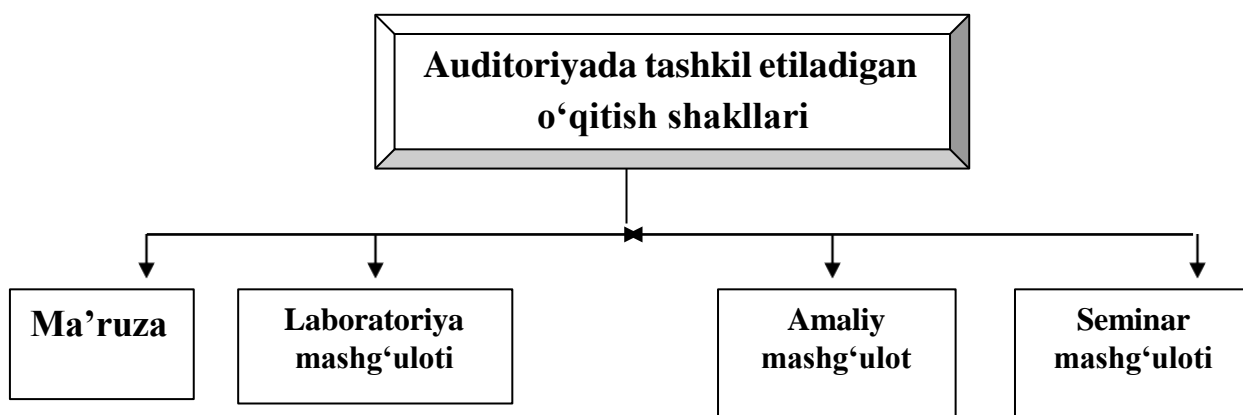 Auditoriyada tashkil etiladigan
o‘qitish shakllari
Ma’ruza
Laboratoriya
mashg‘uloti
Amaliy
mashg‘ulot
Seminar
mashg‘uloti